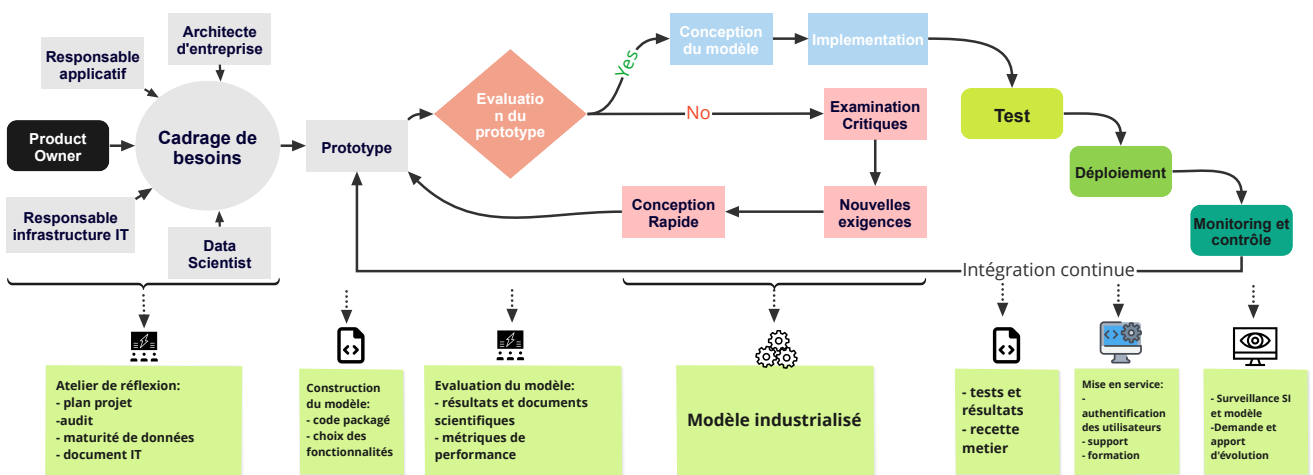 Architecte
d'entreprise
Responsable
applicatif
Product
Owner
Cadrage de
besoins
Responsable
infrastructure IT
Data
Scientist
Prototype
Evaluatio
n du
prototype
Yes
No
Conception
du modèle
Implementation
Examination
Critiques
Nouvelles
exigences
Conception
Rapide
Test
Déploiement
Monitoring et
contrôle
Intégration continue
Atelier de réflexion:
- plan projet
-audit
- maturité de données
- document IT
Construction
du modèle:
- code packagé
- choix des
fonctionnalités
Evaluation du modèle:
- résultats et documents
scientifiques
- métriques de
performance
Modèle industrialisé
- tests et
résultats
- recette
metier
Mise en service:
-
authentification
des utilisateurs
- support
- formation
- Surveillance SI
et modèle
-Demande et
apport
d'évolution